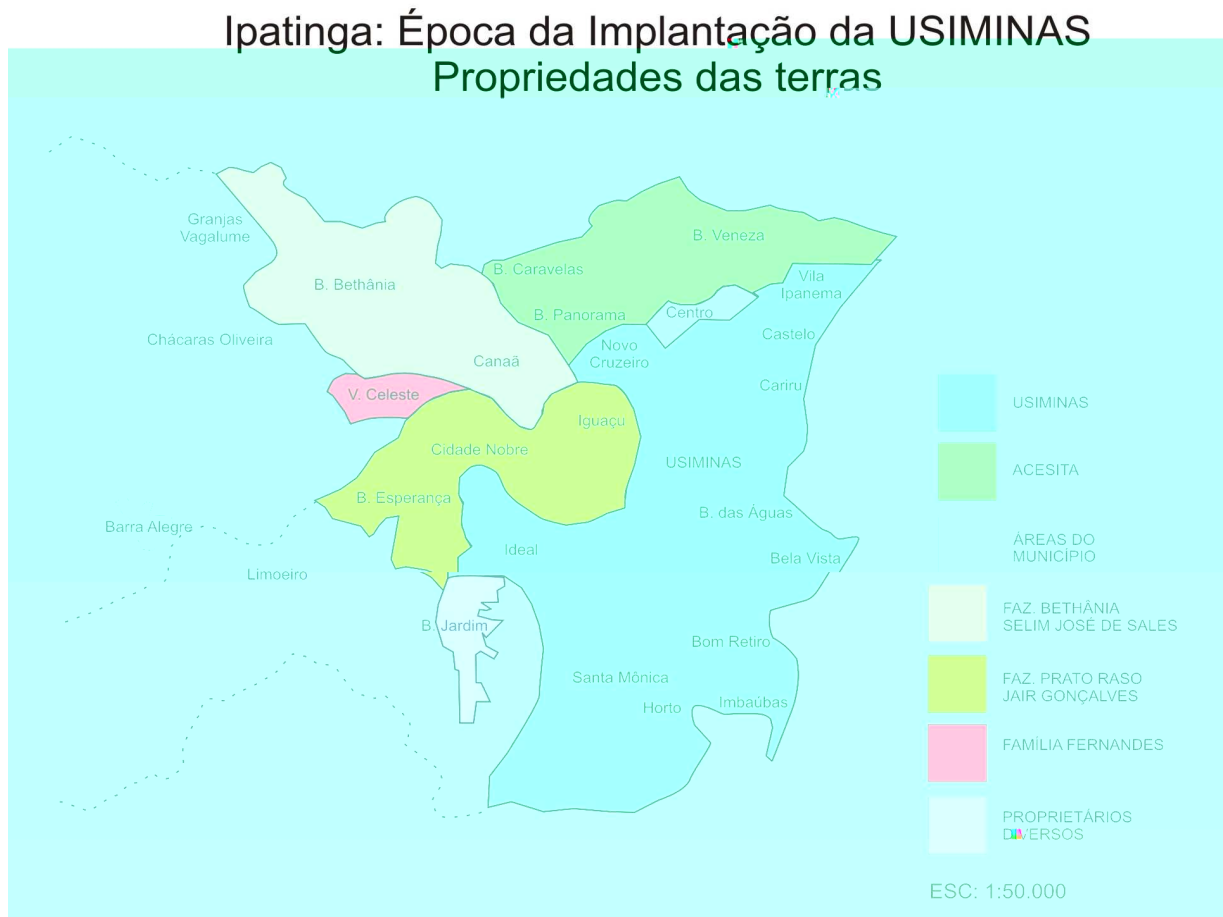 Ipatinga: Época da Implantação da USIMINAS
Propriedades das terras
Granjas
Vagalume
B. Veneza
B. Caravelas
Vila
Ipanema
B. Bethânia
B. Panorama
Centro
Chácaras Oliveira
Castelo
Novo
Cruzeiro
Canaã
Cariru
V. Celeste
Iguaçu
Cidade Nobre
USIMINAS
B. Esperança
B. das Águas
Barra Alegre
Ideal
Bela Vista
Limoeiro
B. Jardim
Bom Retiro
Santa Mônica
Horto
Imbaúbas
USIMINAS
ACESITA
ÁREAS DO
MUNICÍPIO
FAZ. BETHÂNIA
SELIM JOSÉ DE SALES
FAZ. PRATO RASO
JAIR GONÇALVES
FAMÍLIA FERNANDES
PROPRIETÁRIOS
DIVERSOS
ESC: 1:50.000